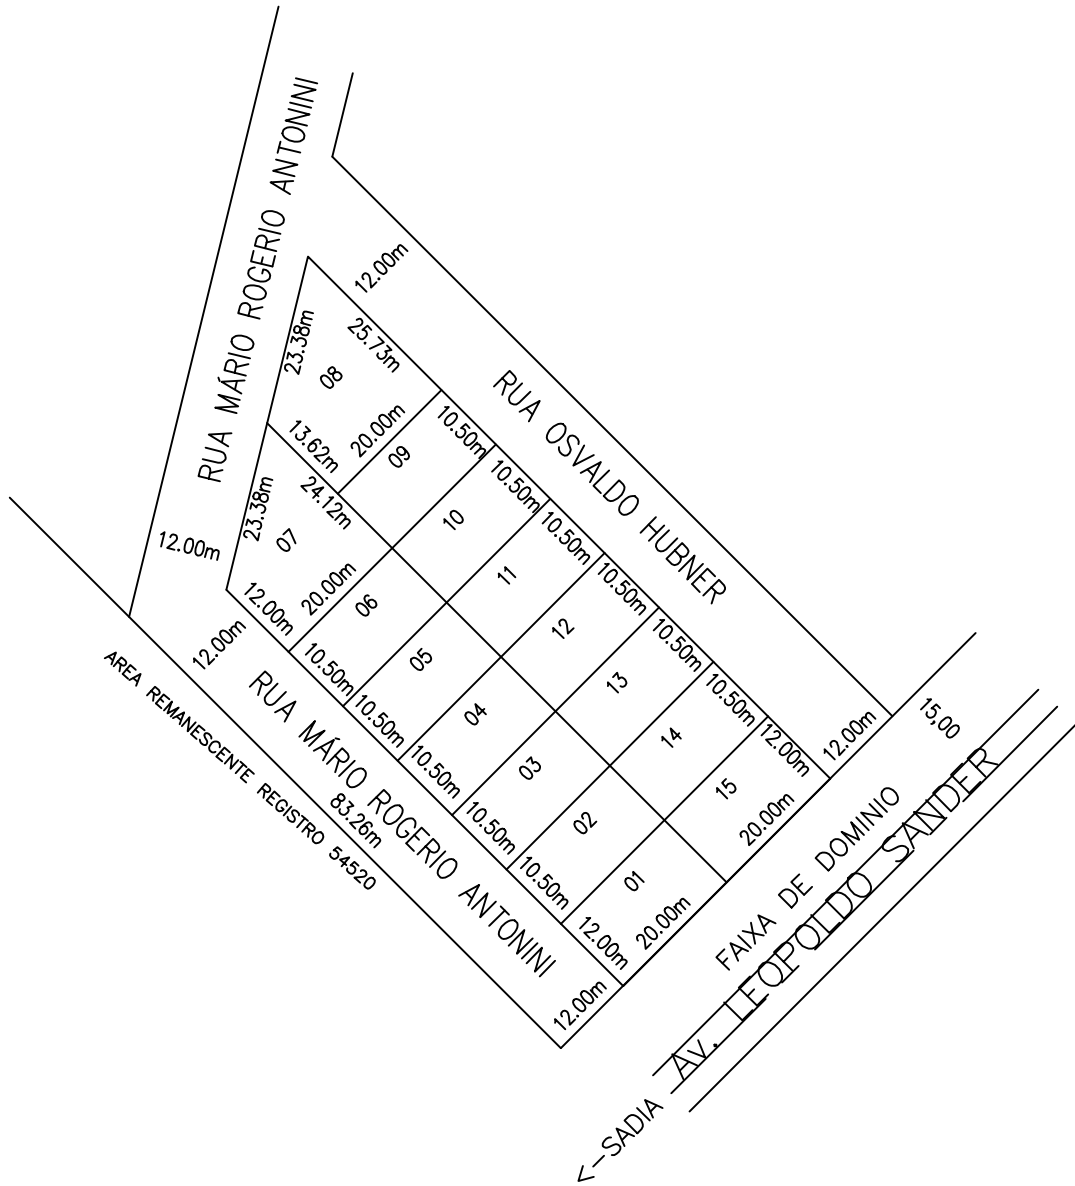 RUA MÁRIO ROGERIO ANTONINI
12.00m
23.38m
25.73m
08
13.62m
20.00m
09
10.50m
RUA OSVALDO HUBNER
23.38m
24.12m
07
12.00m
20.00m
12.00m
10
10.50m
11
10.50m
12
10.50m
13
10.50m
14
10.50m
15
12.00m
20.00m
12.00m
15,00
06
10.50m
05
10.50m
04
10.50m
03
10.50m
02
10.50m
01
12.00m
20.00m
12.00m
12.00m
RUA MÁRIO ROGERIO ANTONINI
AREA REMANESCENTE REGISTRO 54520
83.26m
FAIXA DE DOMINIO
Av. LEOPOLDO SANDER
<--SADIA